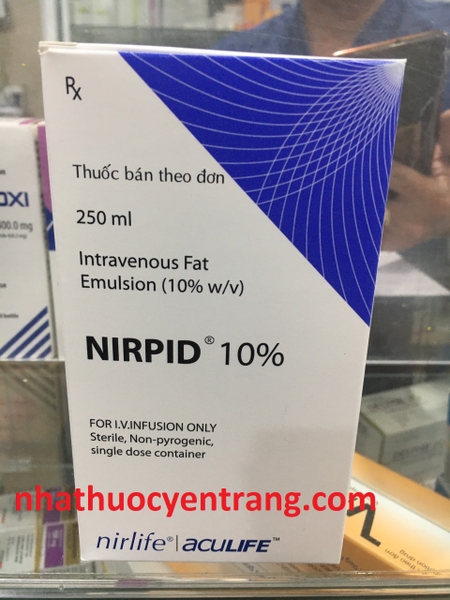 Rx
Thuốc bán theo đơn
250 ml
Intravenous Fat
Emulsion (10% w/v)
NIRPID® 10%
FOR I.V.INFUSION ONLY
Sterile, Non-pyrogenic,
single dose container
nhathuocyentrang.com
nirlife® | ACULIFE™
OXI